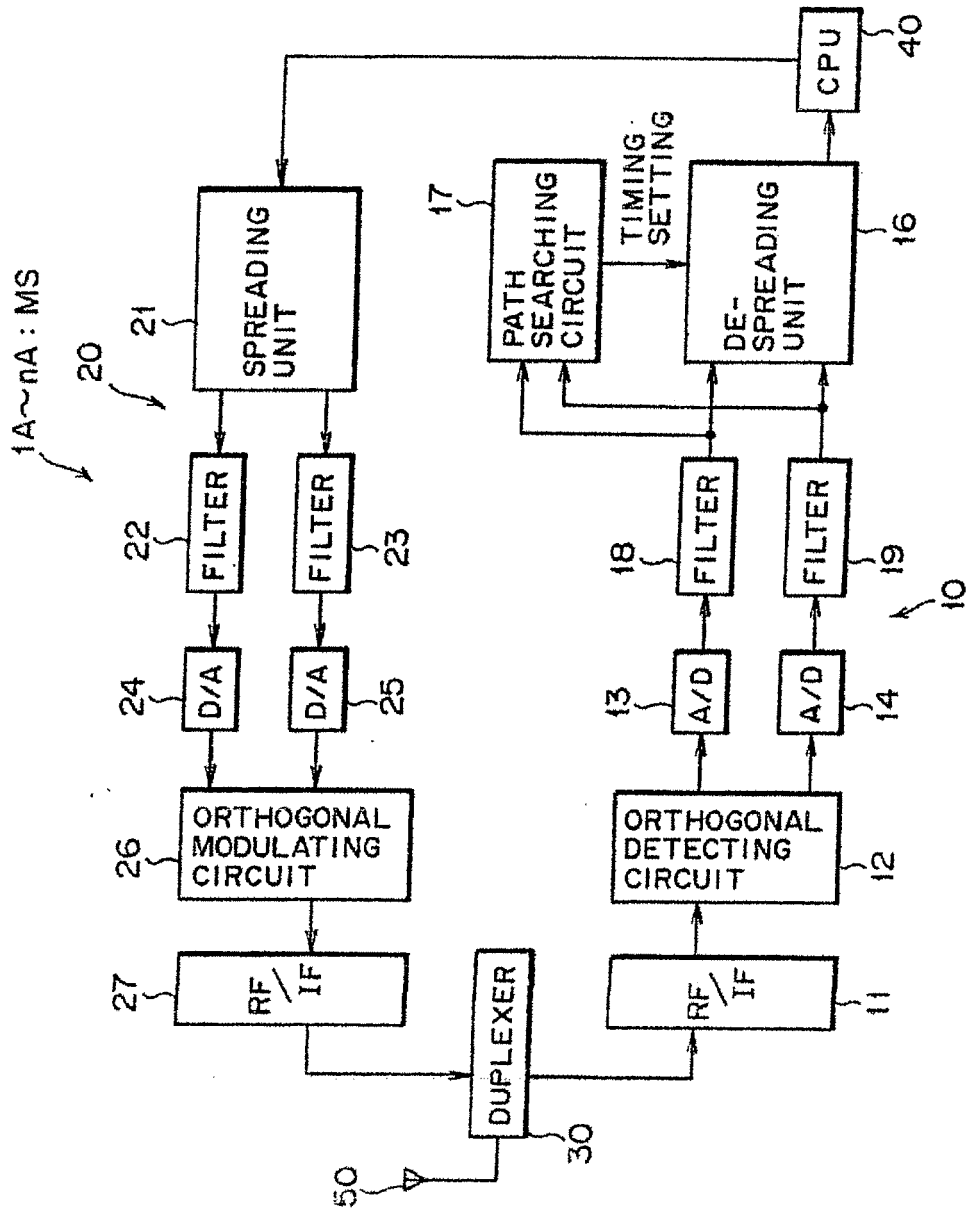 1A~nA : MS
20
27
RF/IF
26
ORTHOGONAL
MODULATING
CIRCUIT
24
D/A
22
FILTER
21
SPREADING
UNIT
D/A
25
FILTER
23
50
DUPLEXER
30
17
PATH
SEARCHING
CIRCUIT
TIMING
SETTING
CPU
40
RF/IF
11
ORTHOGONAL
DETECTING
CIRCUIT
12
13
A/D
18
FILTER
A/D
14
FILTER
19
DE-
SPREADING
UNIT
16
10